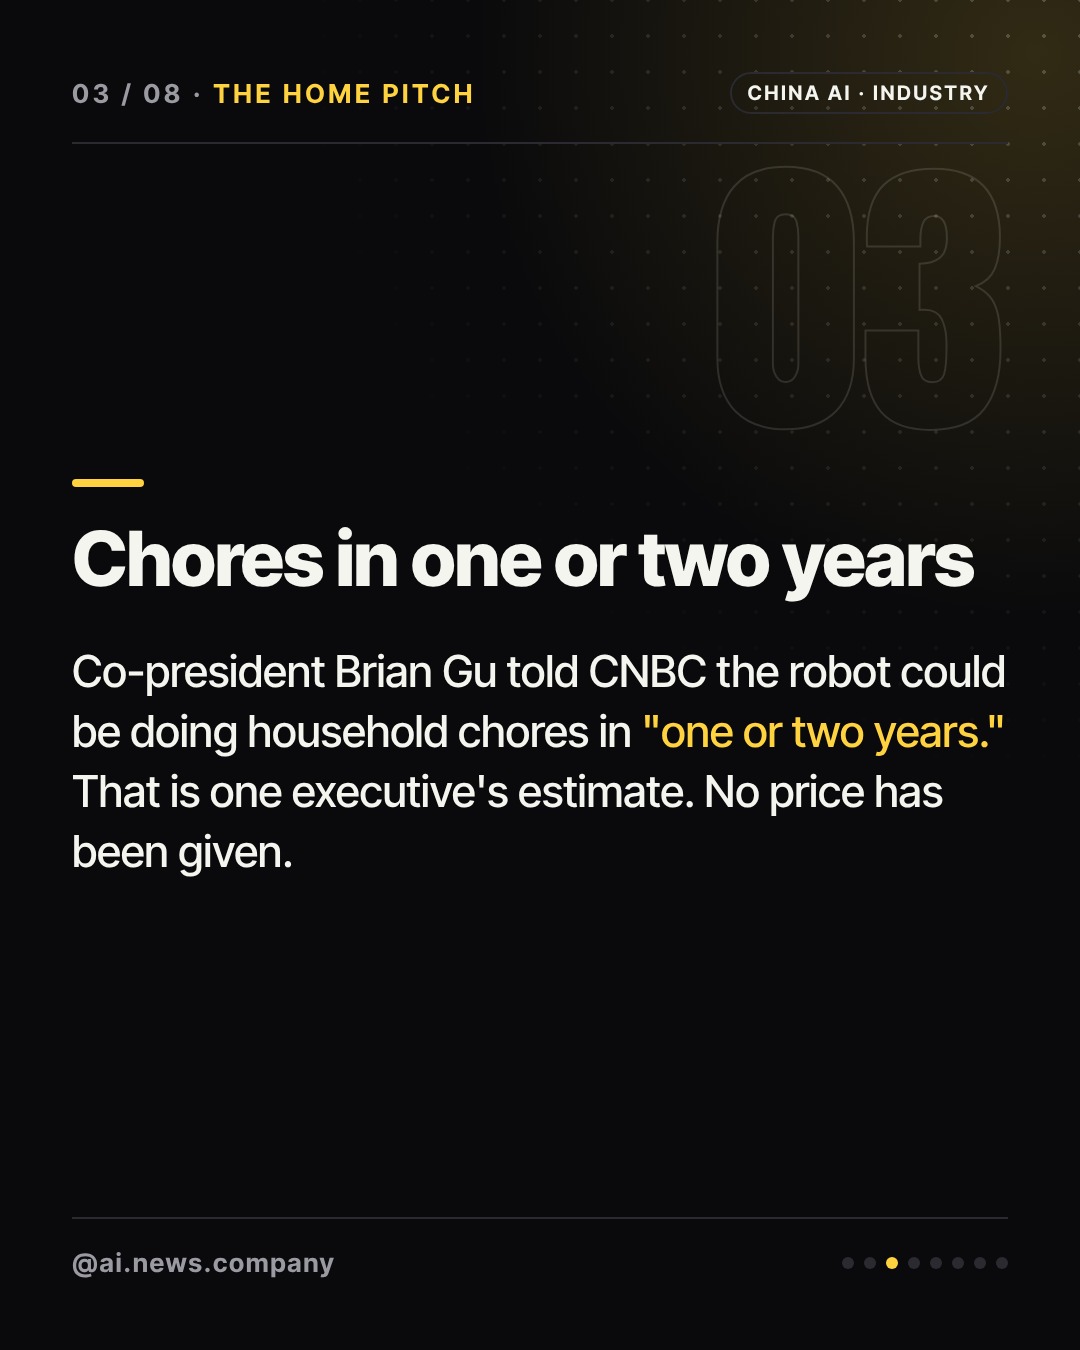 03 / 08 · THE HOME PITCH
CHINA AI · INDUSTRY
03
Chores in one or two years
Co-president Brian Gu told CNBC the robot could
be doing household chores in "one or two years."
That is one executive's estimate. No price has
been given.
@ai.news.company